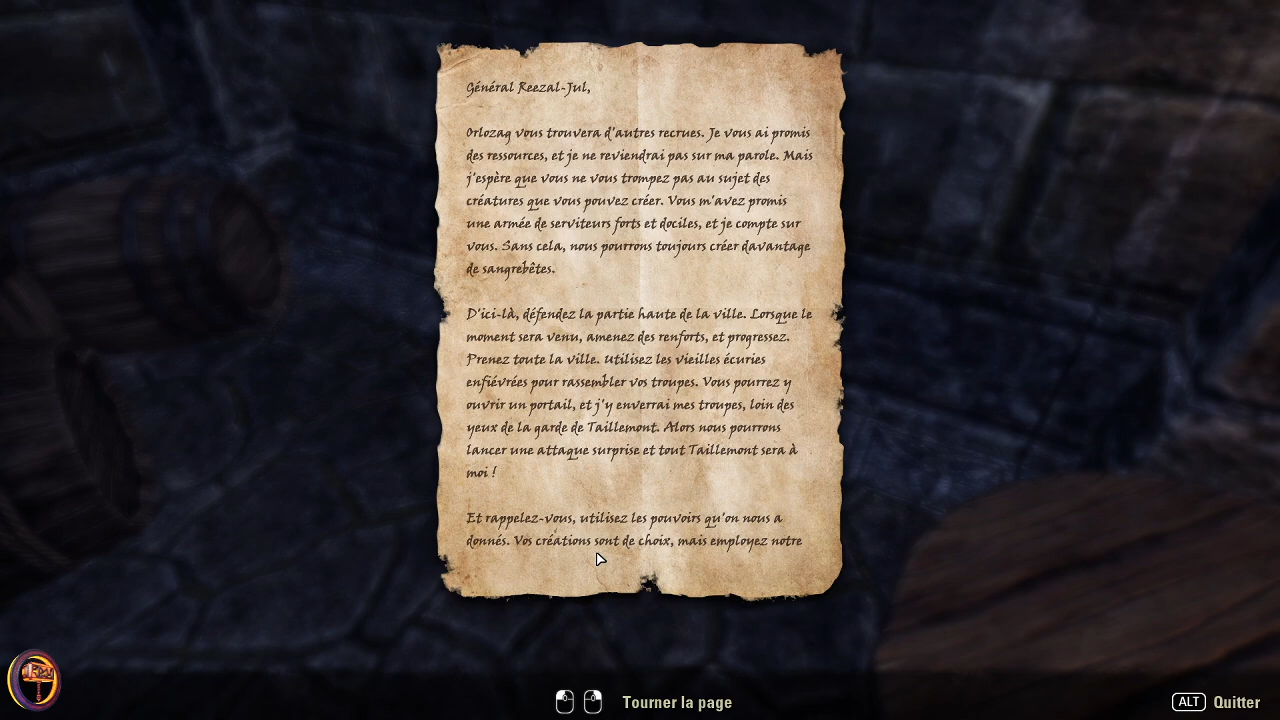 Général Reezal-Jul,
Orlozag vous trouvera d'autres recrues. Je vous ai promis
des ressources, et je ne reviendrai pas sur ma parole. Mais
j'espère que vous ne vous trompez pas au sujet des
créatures que vous pouvez créer. Vous m'avez promis
une armée de serviteurs forts et dociles, et je compte sur
vous. Sans cela, nous pourrons toujours créer davantage
de sangrebêtes.
D'ici-là, défendez la partie haute de la ville. Lorsque le
moment sera venu, amenez des renforts, et progressez.
Prenez toute la ville. Utilisez les vieilles écuries
enfiévrées pour rassembler vos troupes. Vous pourrez y
ouvrir un portail, et j'y enverrai mes troupes, loin des
yeux de la garde de Taillemont. Alors nous pourrons
lancer une attaque surprise et tout Taillemont sera à
moi !
Et rappelez-vous, utilisez les pouvoirs qu'on nous a
donnés. Vos créations sont de choix, mais employez notre
Tourner la page
ALT Quitter